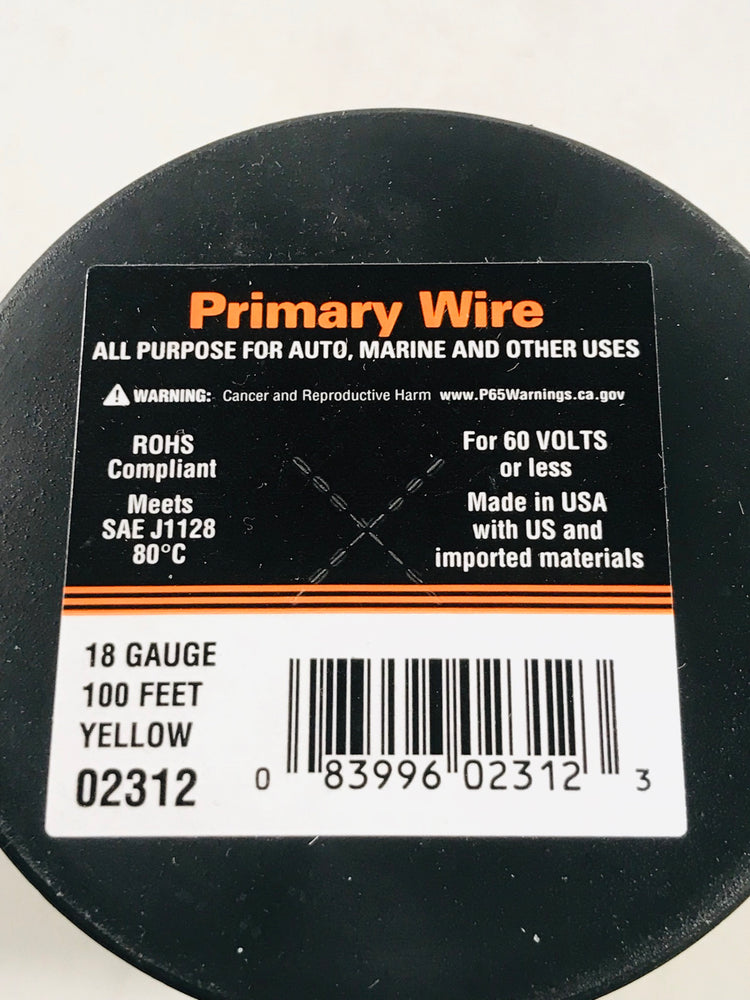 Primary Wire
ALL PURPOSE FOR AUTO, MARINE AND OTHER USES
WARNING: Cancer and Reproductive Harm www.P65Warnings.ca.gov
ROHS
Compliant
Meets
SAE J1128
80°C
For 60 VOLTS
or less
Made in USA
with US and
imported materials
18 GAUGE
100 FEET
YELLOW
02312
0 83996 02312 3